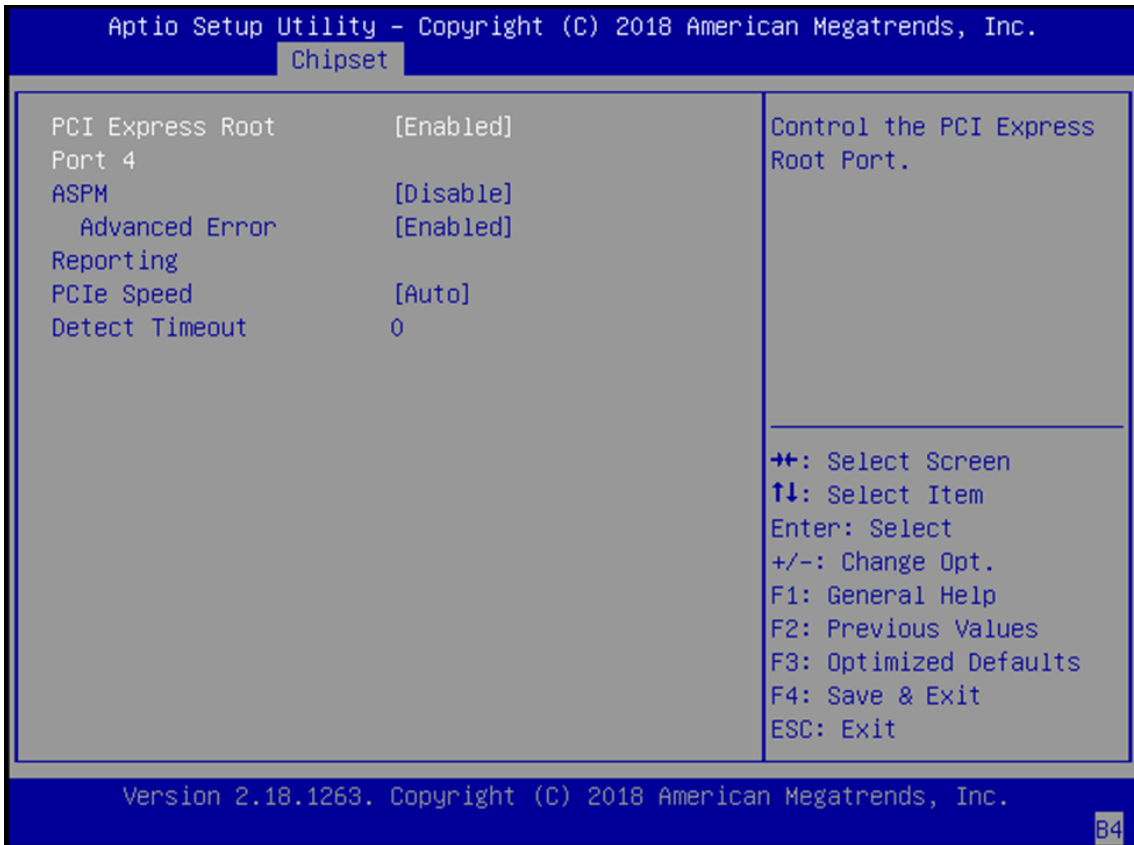 Aptio Setup Utility – Copyright (C) 2018 American Megatrends, Inc.
Chipset
PCI Express Root [Enabled]
Port 4
ASPM [Disable]
Advanced Error [Enabled]
Reporting
PCIe Speed [Auto]
Detect Timeout 0
Control the PCI Express
Root Port.
→←: Select Screen
↑↓: Select Item
Enter: Select
+/-: Change Opt.
F1: General Help
F2: Previous Values
F3: Optimized Defaults
F4: Save & Exit
ESC: Exit
Version 2.18.1263. Copyright (C) 2018 American Megatrends, Inc.
B4